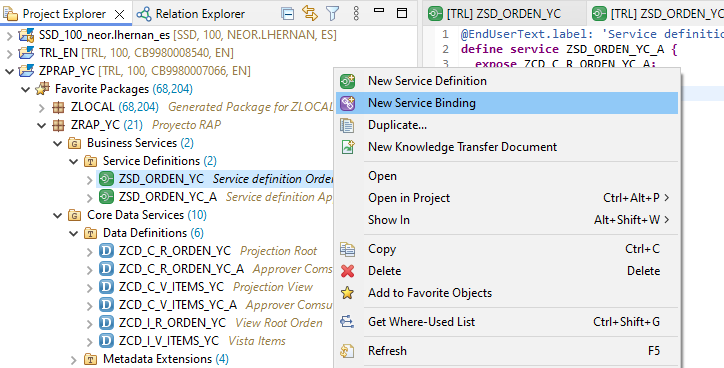 Project Explorer
Relation Explorer
SSD_100_neor.lhernan_es [SSD, 100, NEOR.LHERNAN, ES]
TRL_EN [TRL, 100, CB9980008540, EN]
ZPRAP_YC [TRL, 100, CB9980007066, EN]
Favorite Packages (68,204)
ZLOCAL (68,204) Generated Package for ZLOCAL
ZRAP_YC (21) Proyecto RAP
Business Services (2)
Service Definitions (2)
ZSD_ORDEN_YC Service definition Orden
ZSD_ORDEN_YC_A Service definition Ap
Core Data Services (10)
Data Definitions (6)
ZCD_C_R_ORDEN_YC Projection Root
ZCD_C_R_ORDEN_YC_A Approver Comsu
ZCD_C_V_ITEMS_YC Projection View
ZCD_C_V_ITEMS_YC_A Approver Comsu
ZCD_I_R_ORDEN_YC View Root Orden
ZCD_I_V_ITEMS_YC Vista Items
Metadata Extensions (4)
New Service Definition
New Service Binding
Duplicate...
New Knowledge Transfer Document
Open
Open in Project Ctrl+Alt+P >
Show In Alt+Shift+W >
Copy Ctrl+C
Delete Delete
Add to Favorite Objects
Get Where-Used List Ctrl+Shift+G
Refresh F5
[TRL] ZSD_ORDEN_YC
[TRL] ZSD_ORDEN_YC
1 @EndUserText.label: 'Service definitio
2 define service ZSD_ORDEN_YC_A {
3 expose ZCD_C_R_ORDEN_YC_A;